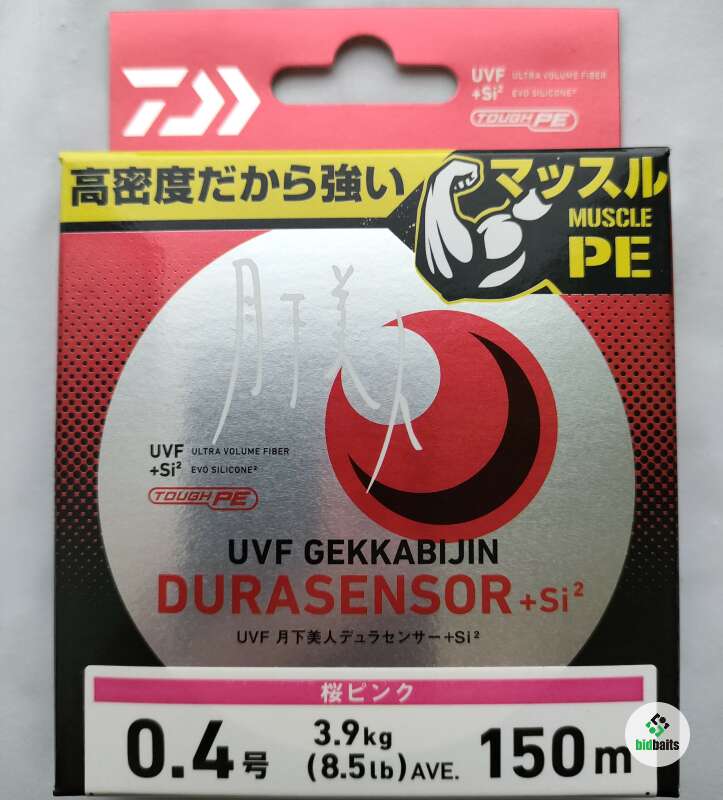 UVF ULTRA VOLUME FIBER
+Si² EVO SILICONE²
TOUGH PE
高密度だから強い
マッスル
MUSCLE
PE
月下美人
UVF ULTRA VOLUME FIBER
+Si² EVO SILICONE²
TOUGH PE
UVF GEKKABIJIN
DURASENSOR +Si²
UVF 月下美人デュラセンサー+Si²
桜ピンク
0.4号 3.9kg (8.5lb) AVE. 150m
bidbaits